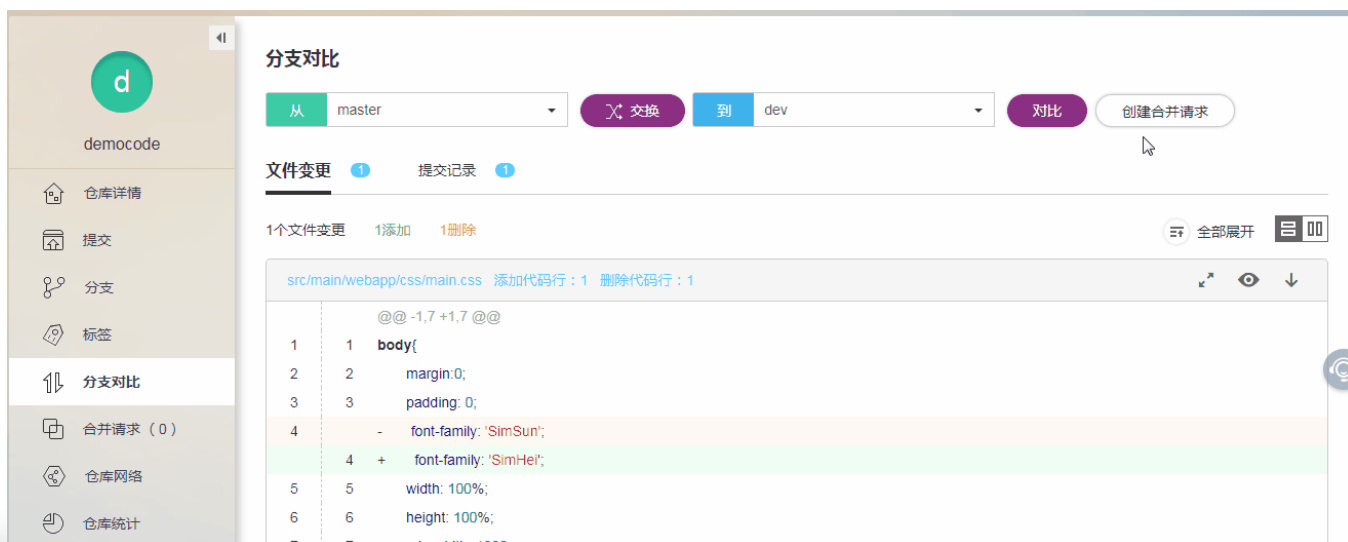 分支对比
d
democode
从 master 交换 到 dev 对比 创建合并请求
文件变更 1 提交记录 1
仓库详情
提交
分支
标签
分支对比
合并请求（0）
仓库网络
仓库统计
1个文件变更 1添加 1删除 全部展开
src/main/webapp/css/main.css 添加代码行：1 删除代码行：1
@@ -1,7 +1,7 @@
1 1 body{
2 2 margin:0;
3 3 padding: 0;
4 - font-family: 'SimSun';
4 + font-family: 'SimHei';
5 5 width: 100%;
6 6 height: 100%;